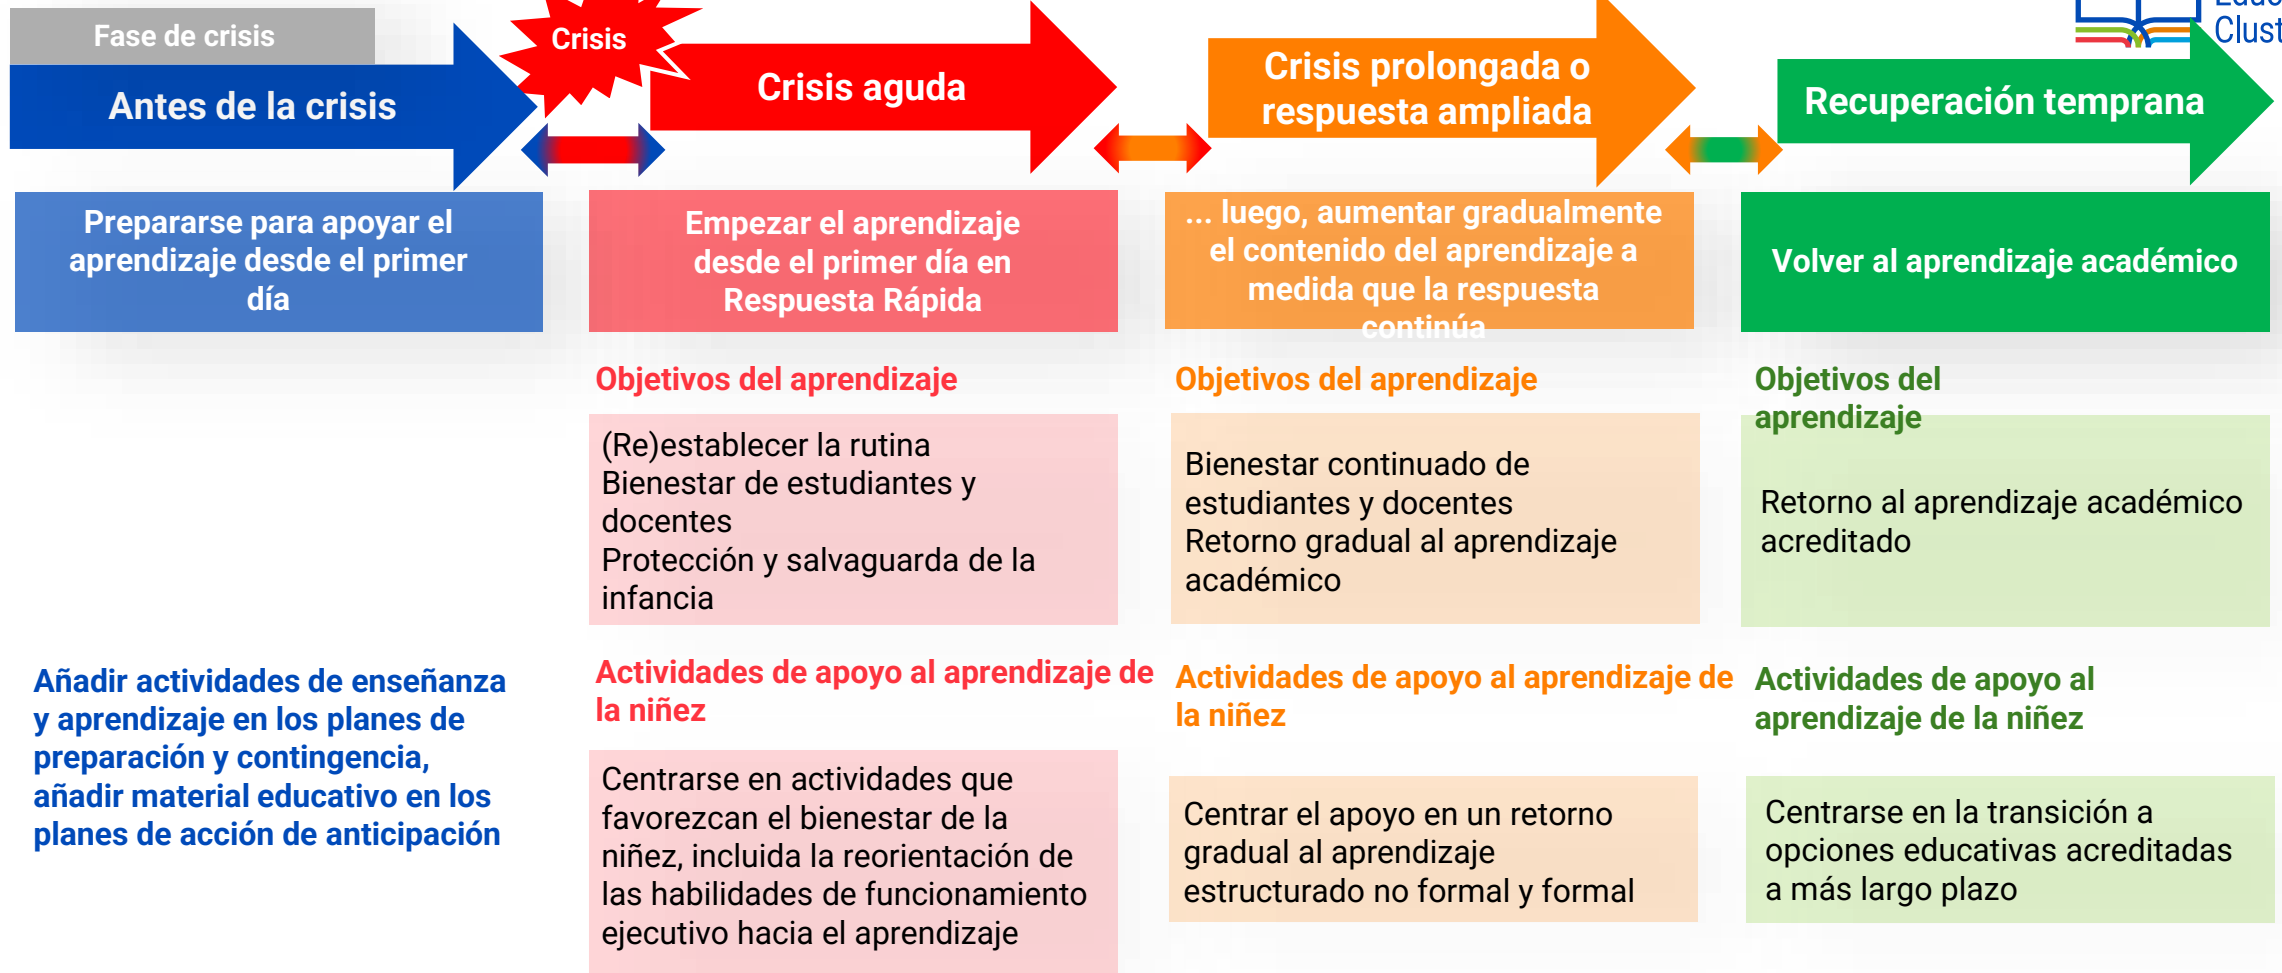 Fase de crisis
Antes de la crisis
Crisis
Crisis aguda
Crisis prolongada o
respuesta ampliada
Recuperación temprana
Clust
Prepararse para apoyar el
aprendizaje desde el primer
día
Empezar el aprendizaje
desde el primer día en
Respuesta Rápida
... luego, aumentar gradualmente
el contenido del aprendizaje a
medida que la respuesta
continúa
Volver al aprendizaje académico
Objetivos del aprendizaje
(Re)establecer la rutina
Bienestar de estudiantes y
docentes
Protección y salvaguarda de la
infancia
Objetivos del aprendizaje
Bienestar continuado de
estudiantes y docentes
Retorno gradual al aprendizaje
académico
Objetivos del
aprendizaje
Retorno al aprendizaje académico
acreditado
Añadir actividades de enseñanza
y aprendizaje en los planes de
preparación y contingencia,
añadir material educativo en los
planes de acción de anticipación
Actividades de apoyo al aprendizaje de
la niñez
Centrarse en actividades que
favorezcan el bienestar de la
niñez, incluida la reorientación de
las habilidades de funcionamiento
ejecutivo hacia el aprendizaje
Actividades de apoyo al aprendizaje de
la niñez
Centrar el apoyo en un retorno
gradual al aprendizaje
estructurado no formal y formal
Actividades de apoyo al
aprendizaje de la niñez
Centrarse en la transición a
opciones educativas acreditadas
a más largo plazo